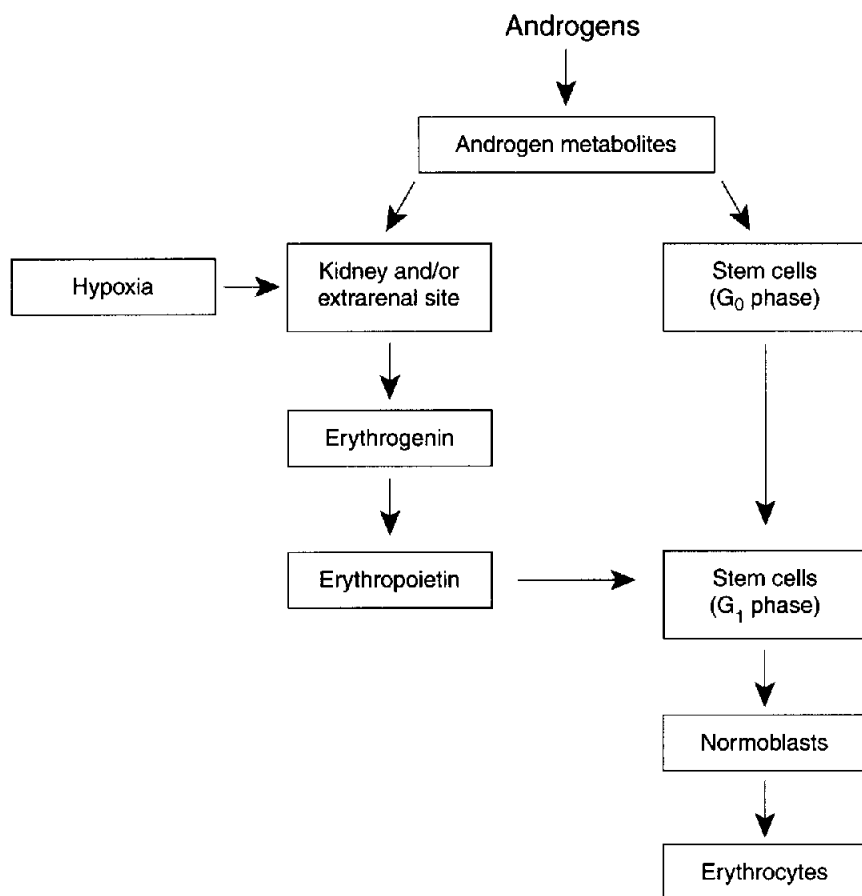 Androgens
Androgen metabolites
Hypoxia
Kidney and/or
extrarenal site
Stem cells
(G₀ phase)
Erythrogenin
Erythropoietin
Stem cells
(G₁ phase)
Normoblasts
Erythrocytes